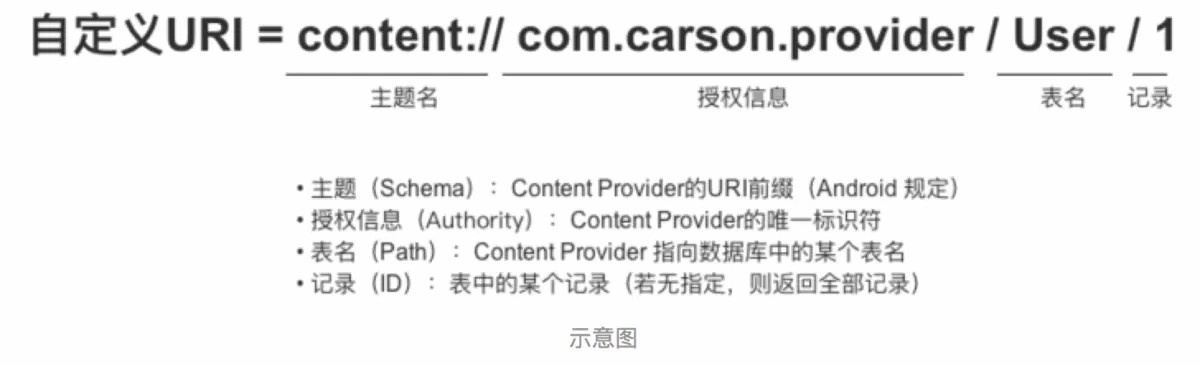 自定义URI = content:// com.carson.provider / User / 1
主题名 授权信息 表名 记录
• 主题（Schema）：Content Provider的URI前缀（Android 规定）
• 授权信息（Authority）：Content Provider的唯一标识符
• 表名（Path）：Content Provider 指向数据库中的某个表名
• 记录（ID）：表中的某个记录（若无指定，则返回全部记录）
示意图